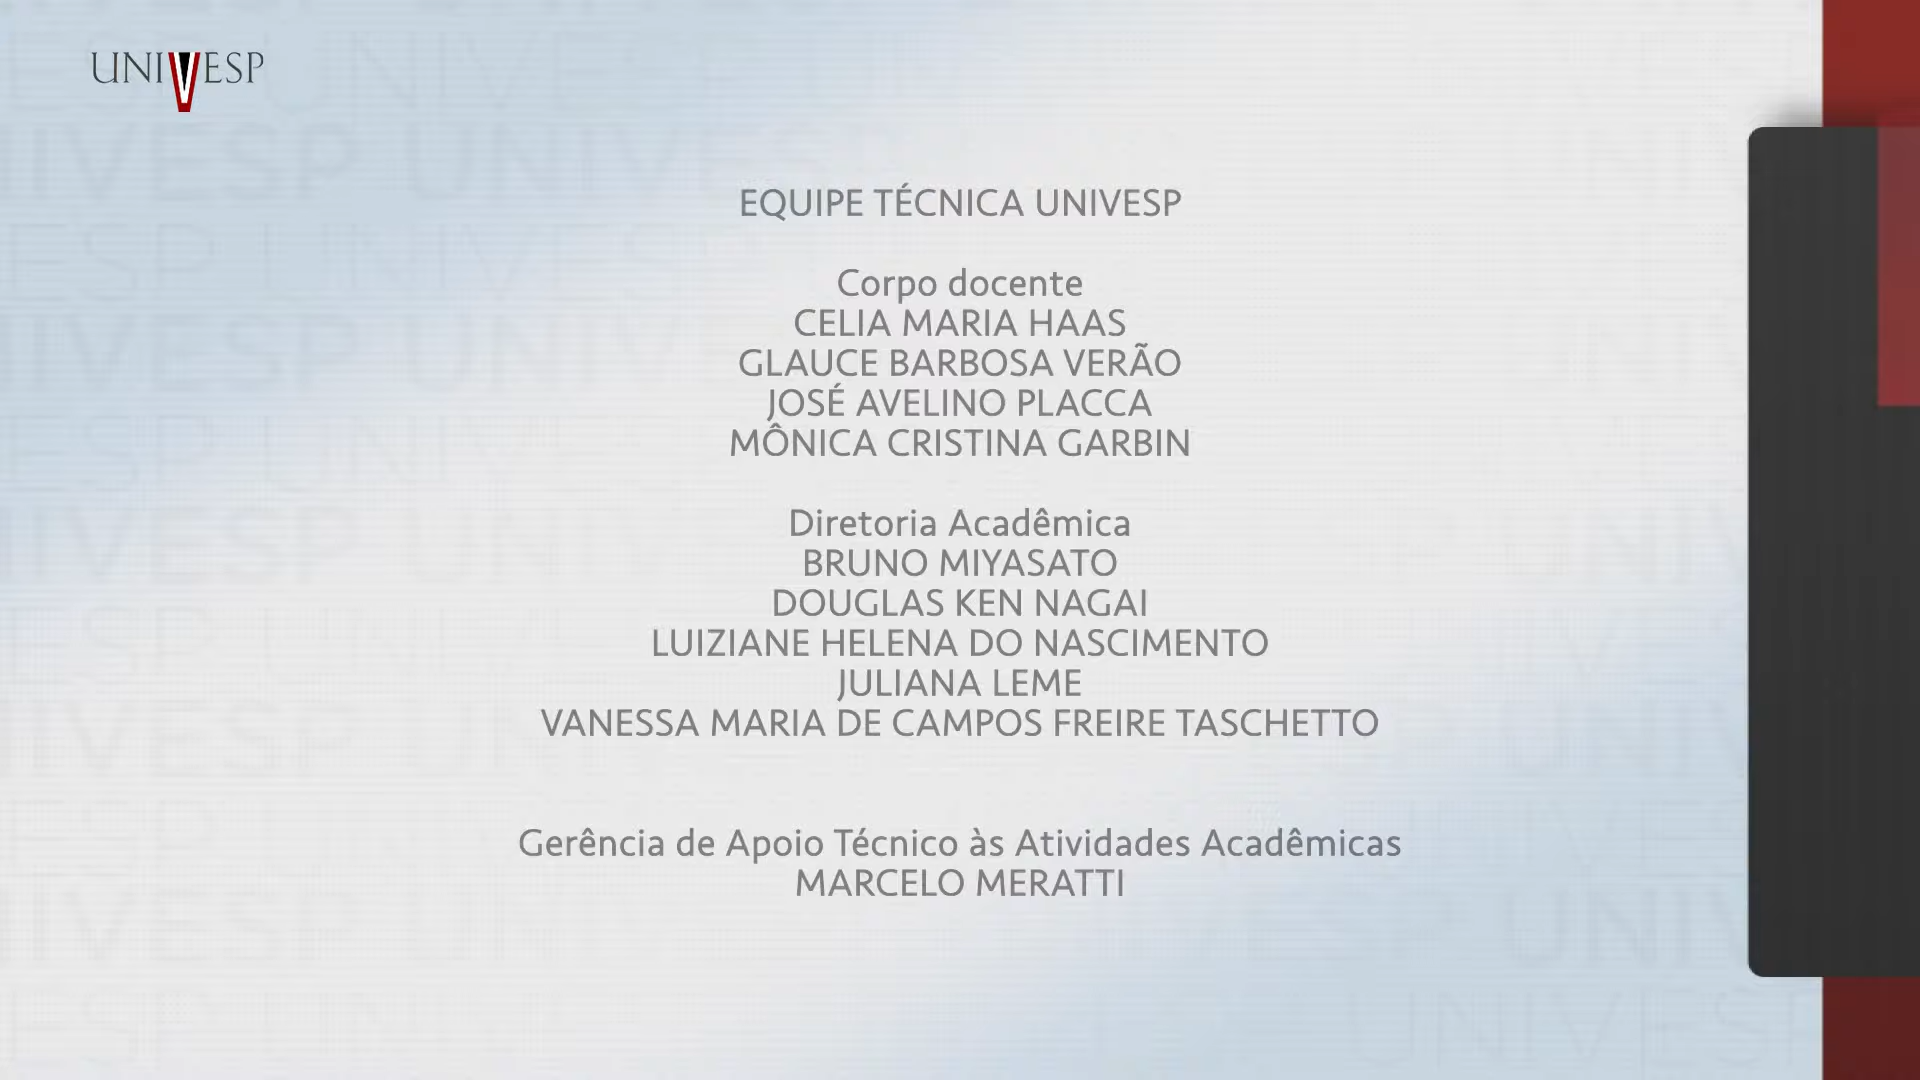 UNIVESP
EQUIPE TÉCNICA UNIVESP
Corpo docente
CELIA MARIA HAAS
GLAUCE BARBOSA VERÃO
JOSÉ AVELINO PLACCA
MÔNICA CRISTINA GARBIN
Diretoria Acadêmica
BRUNO MIYASATO
DOUGLAS KEN NAGAI
LUIZIANE HELENA DO NASCIMENTO
JULIANA LEME
VANESSA MARIA DE CAMPOS FREIRE TASCHETTO
Gerência de Apoio Técnico às Atividades Acadêmicas
MARCELO MERATTI